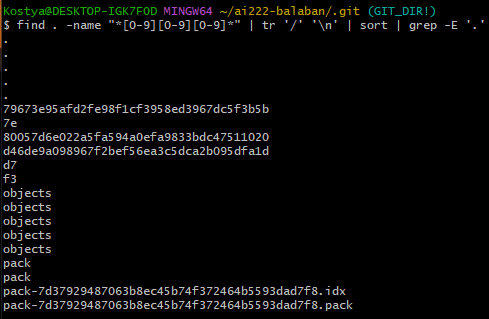 Kostya@DESKTOP-IGK7FOD MINGW64 ~/ai222-balaban/.git (GIT_DIR!)
$ find . -name "*[0-9][0-9][0-9]*" | tr '/' '\n' | sort | grep -E '.'
.
.
.
.
.
79673e95afd2fe98f1cf3958ed3967dc5f3b5b
7e
80057d6e022a5fa594a0efa9833bdc47511020
d46de9a098967f2bef56ea3c5dca2b095dfa1d
d7
f3
objects
objects
objects
objects
objects
pack
pack
pack-7d37929487063b8ec45b74f372464b5593dad7f8.idx
pack-7d37929487063b8ec45b74f372464b5593dad7f8.pack